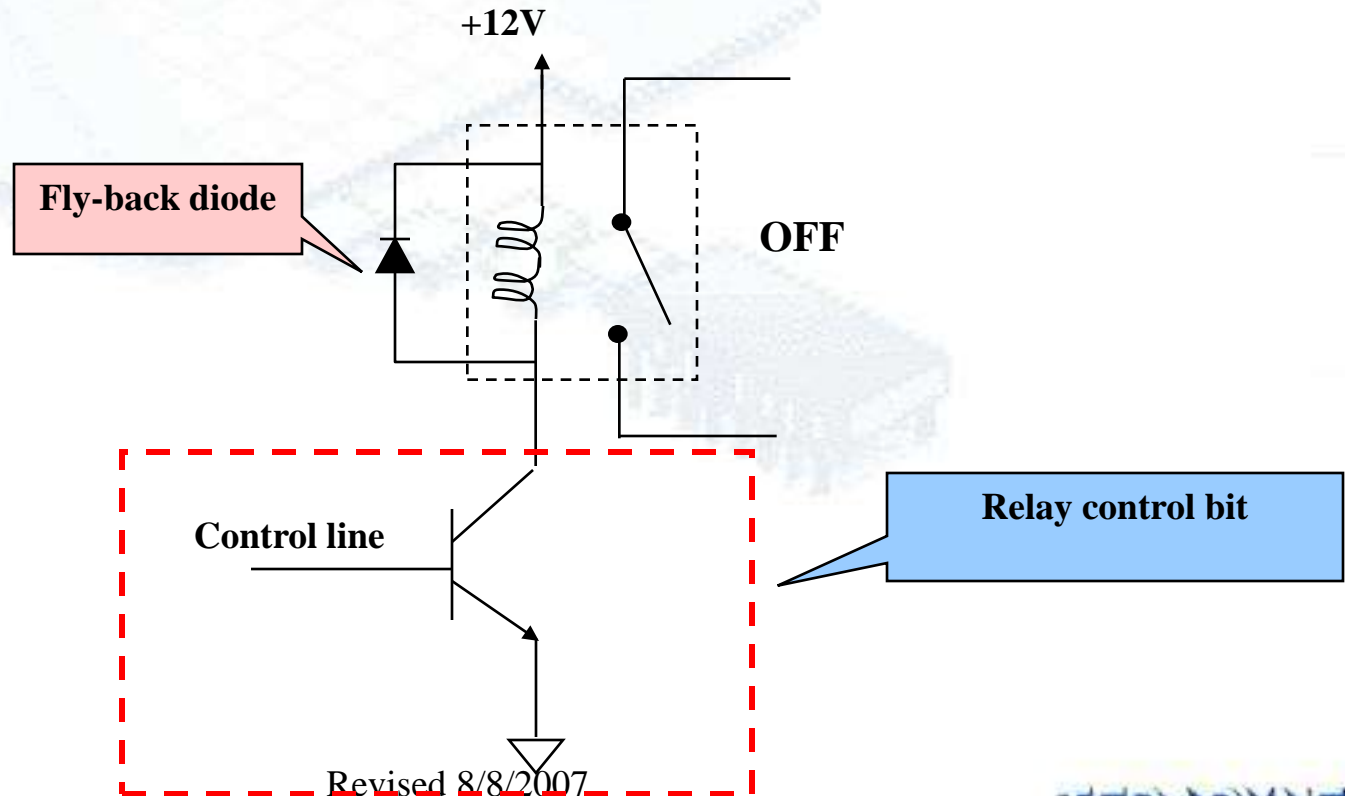 +12V
Fly-back diode
OFF
Control line
Relay control bit
Revised 8/8/2007